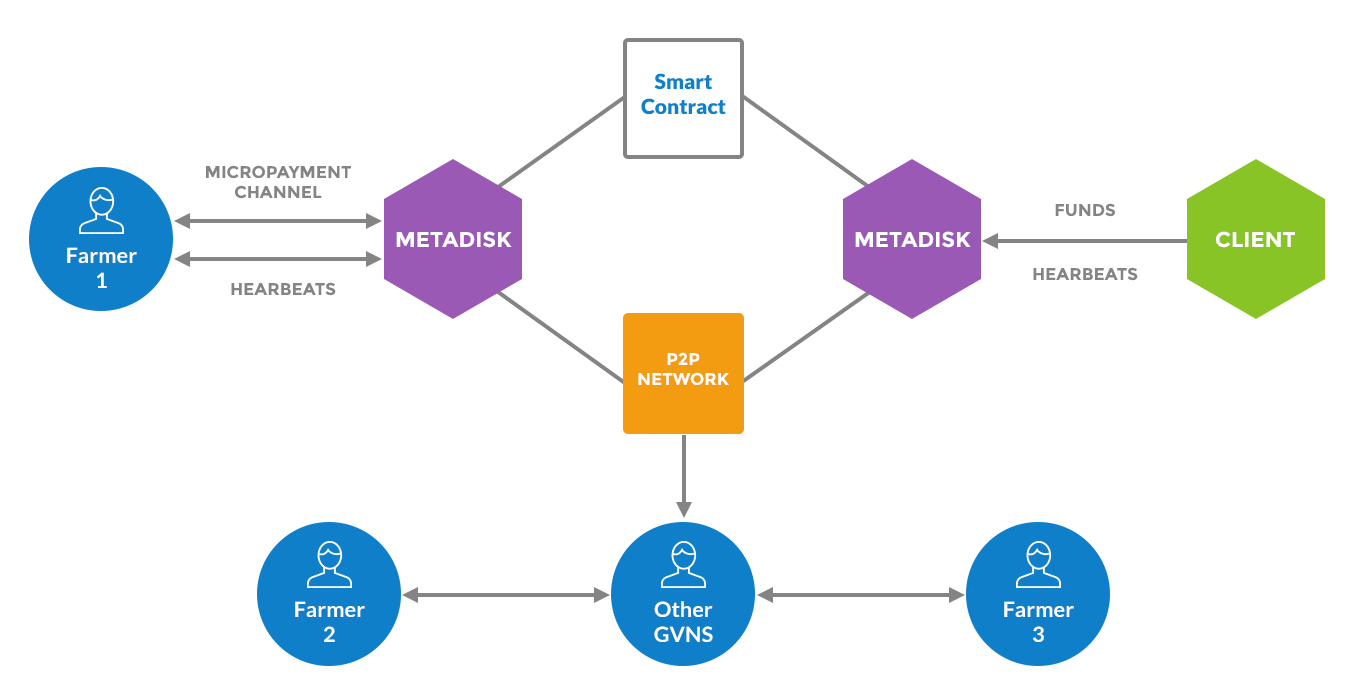 Smart
Contract
MICROPAYMENT
CHANNEL
Farmer
1
HEARBEATS
METADISK
METADISK
FUNDS
HEARBEATS
CLIENT
P2P
NETWORK
Farmer
2
Other
GVNS
Farmer
3